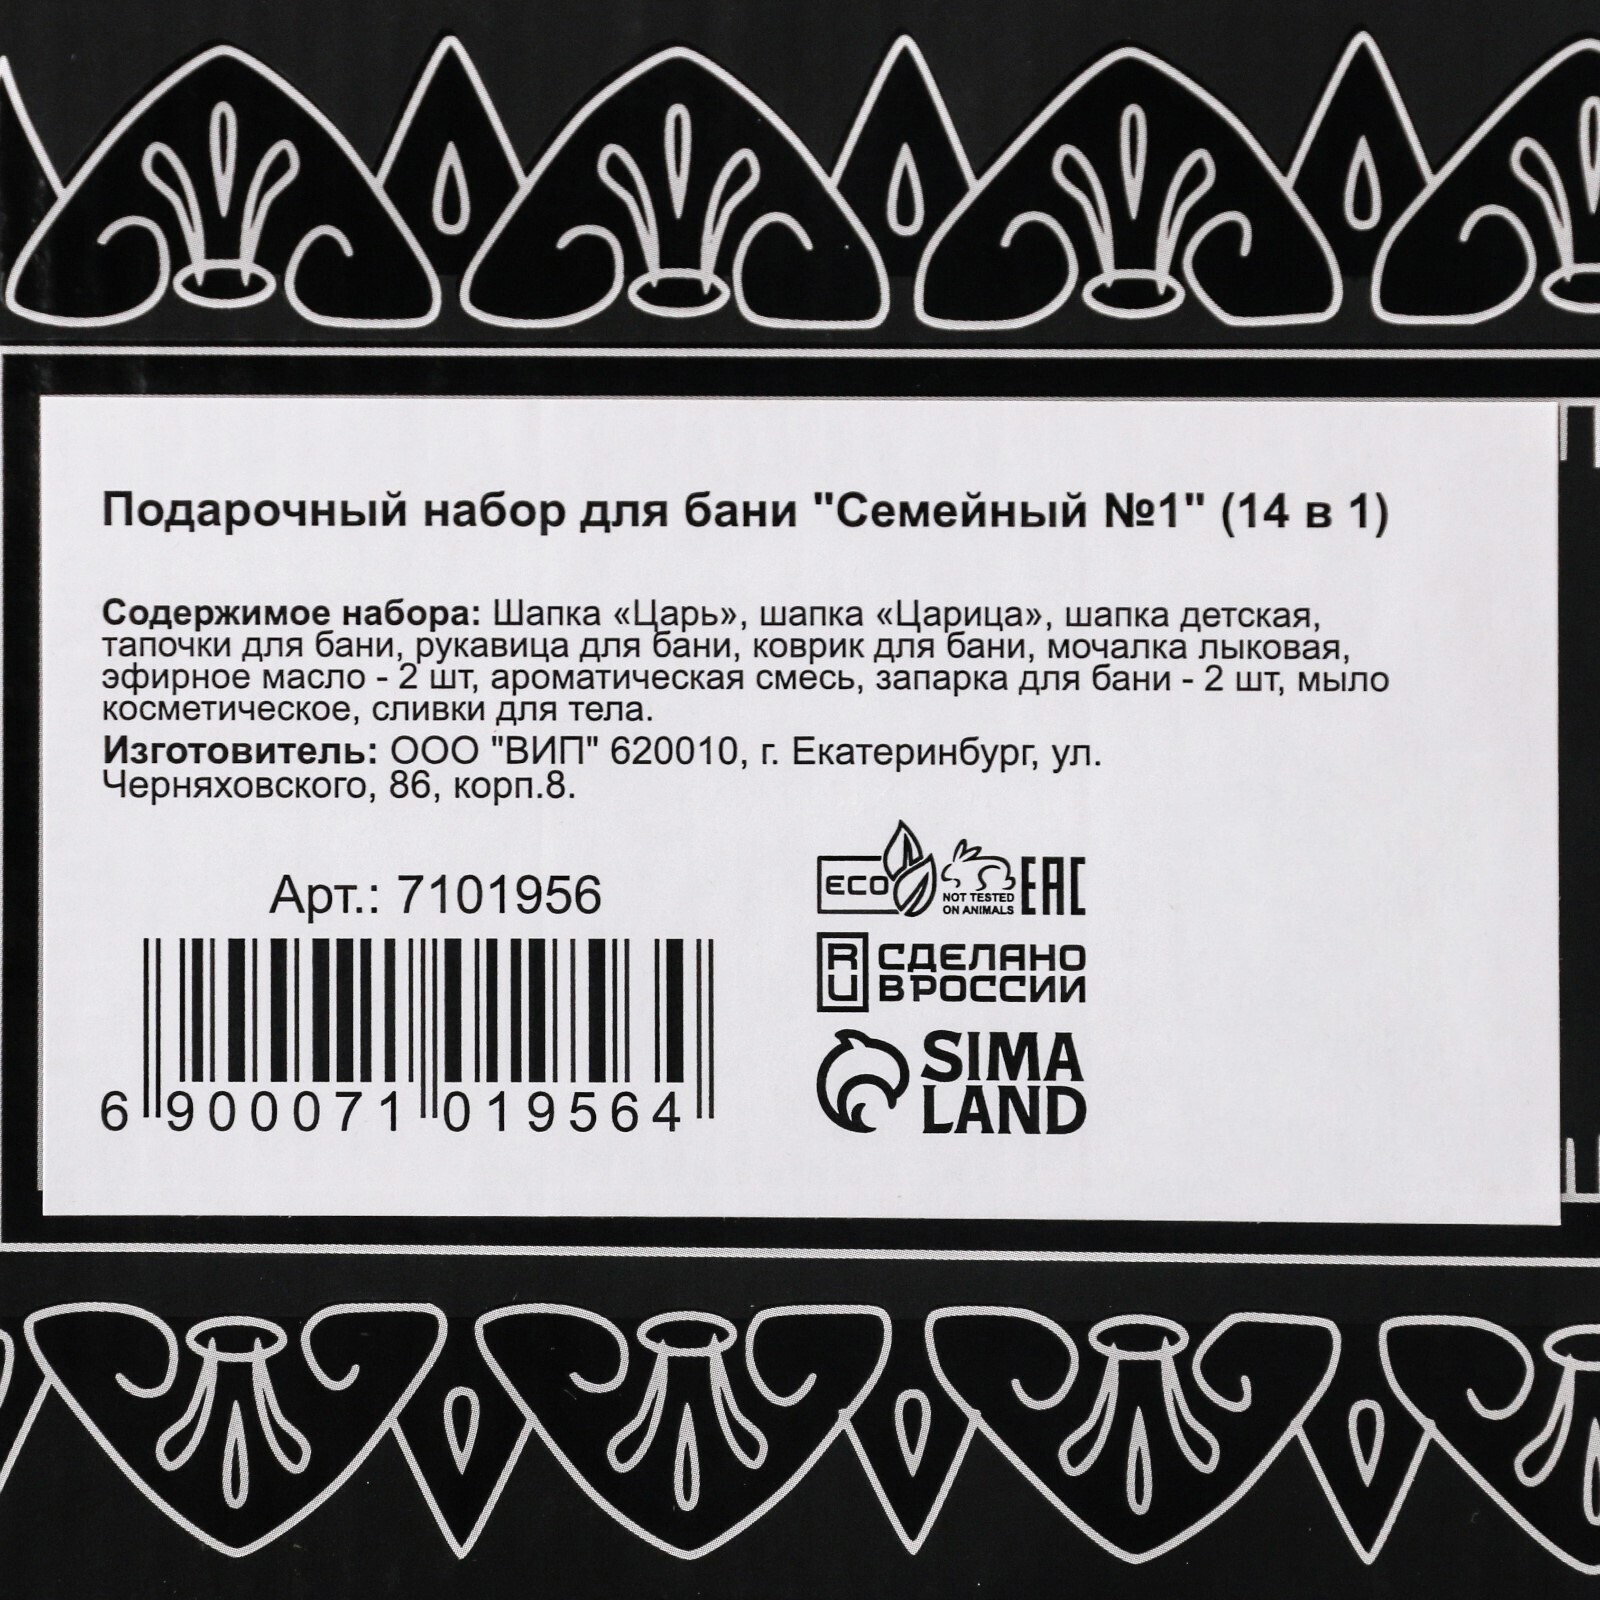 Подарочный набор для бани "Семейный №1" (14 в 1)
Содержимое набора: Шапка «Царь», шапка «Царица», шапка детская,
тапочки для бани, рукавица для бани, коврик для бани, мочалка лыковая,
эфирное масло - 2 шт, ароматическая смесь, запарка для бани - 2 шт, мыло
косметическое, сливки для тела.
Изготовитель: ООО "ВИП" 620010, г. Екатеринбург, ул.
Черняховского, 86, корп.8.
Арт.: 7101956
6 900071 019564
ECO
NOT TESTED
ON ANIMALS
EAC
RU
СДЕЛАНО
В РОССИИ
SIMA
LAND